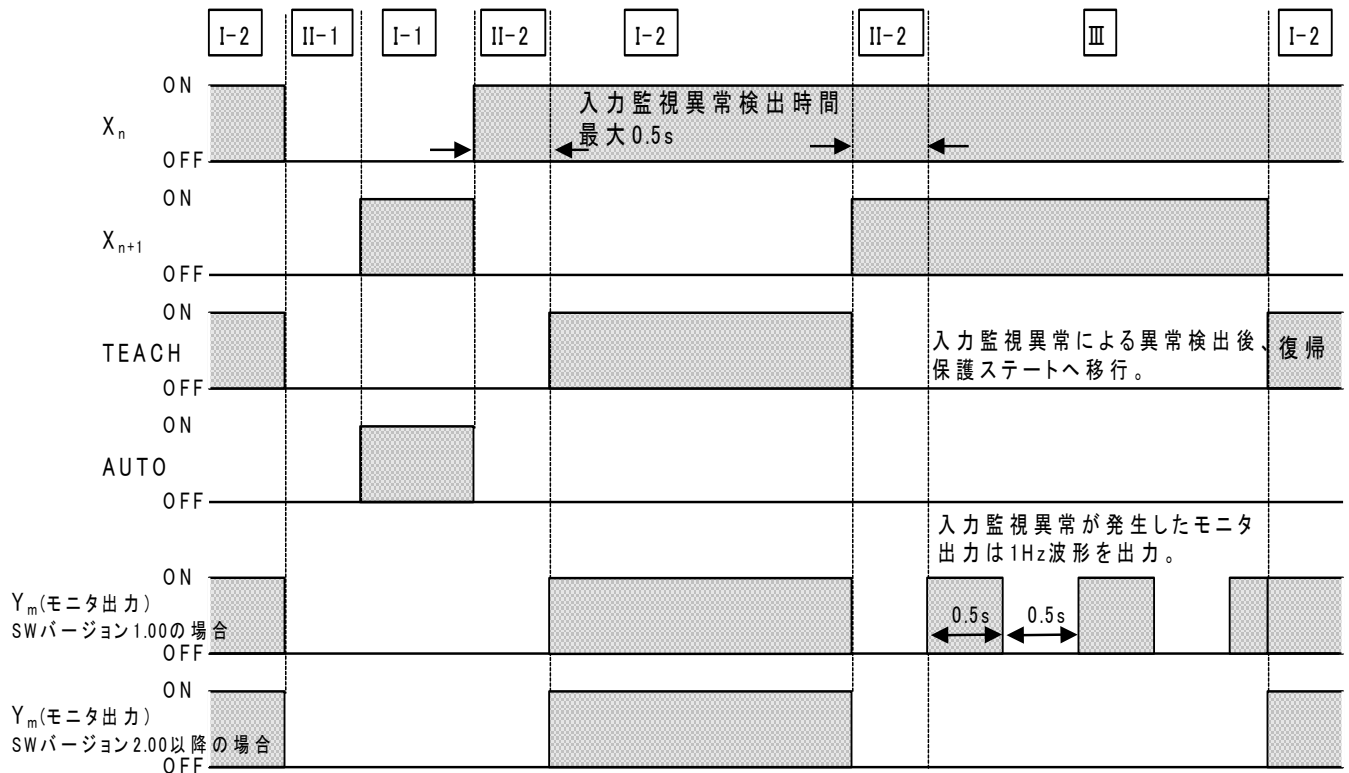 I-2 II-1 I-1 II-2 I-2 II-2 Ⅲ I-2
ON
Xn
OFF
入力監視異常検出時間
最大0.5s
ON
Xn+1
OFF
ON
TEACH
OFF
入力監視異常による異常検出後、
保護ステートへ移行。
復帰
ON
AUTO
OFF
入力監視異常が発生したモニタ
出力は1Hz波形を出力。
ON
Ym(モニタ出力)
SWバージョン1.00の場合
OFF
0.5s 0.5s
ON
Ym(モニタ出力)
SWバージョン2.00以降の場合
OFF